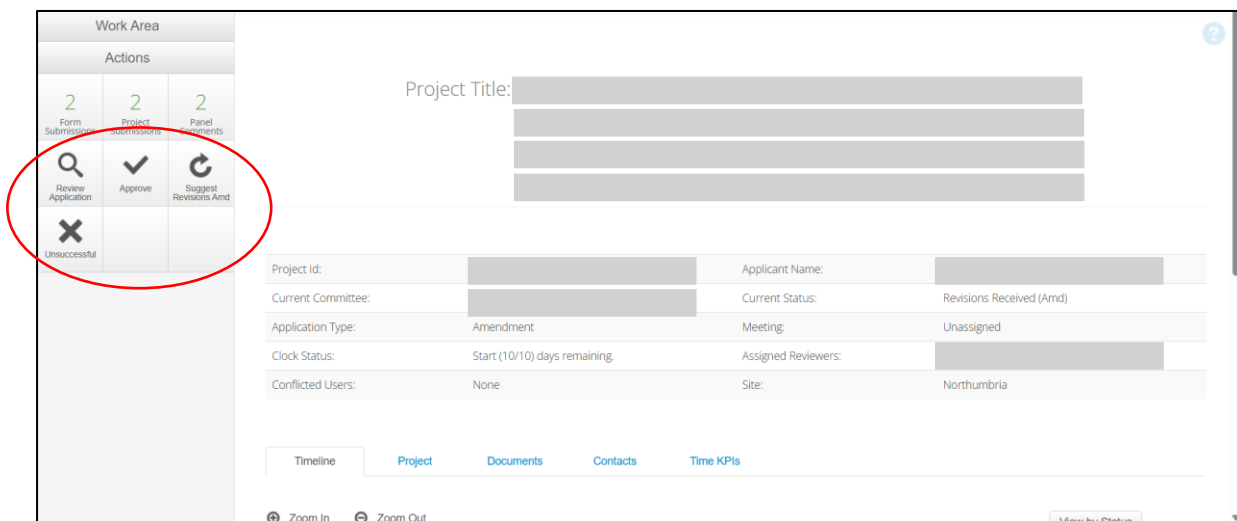 Work Area
Actions
?
Project Title:
2 2 2
Form Submissions
Project Submissions
Panel Comments
Review Application
Approve
Suggest Revisions Amd
Unsuccessful
Project Id:
Applicant Name:
Current Committee:
Current Status: Revisions Received (Amd)
Application Type: Amendment
Meeting: Unassigned
Clock Status: Start (10/10) days remaining.
Assigned Reviewers:
Conflicted Users: None
Site: Northumbria
Timeline Project Documents Contacts Time KPIs
Zoom In Zoom Out
View by Status